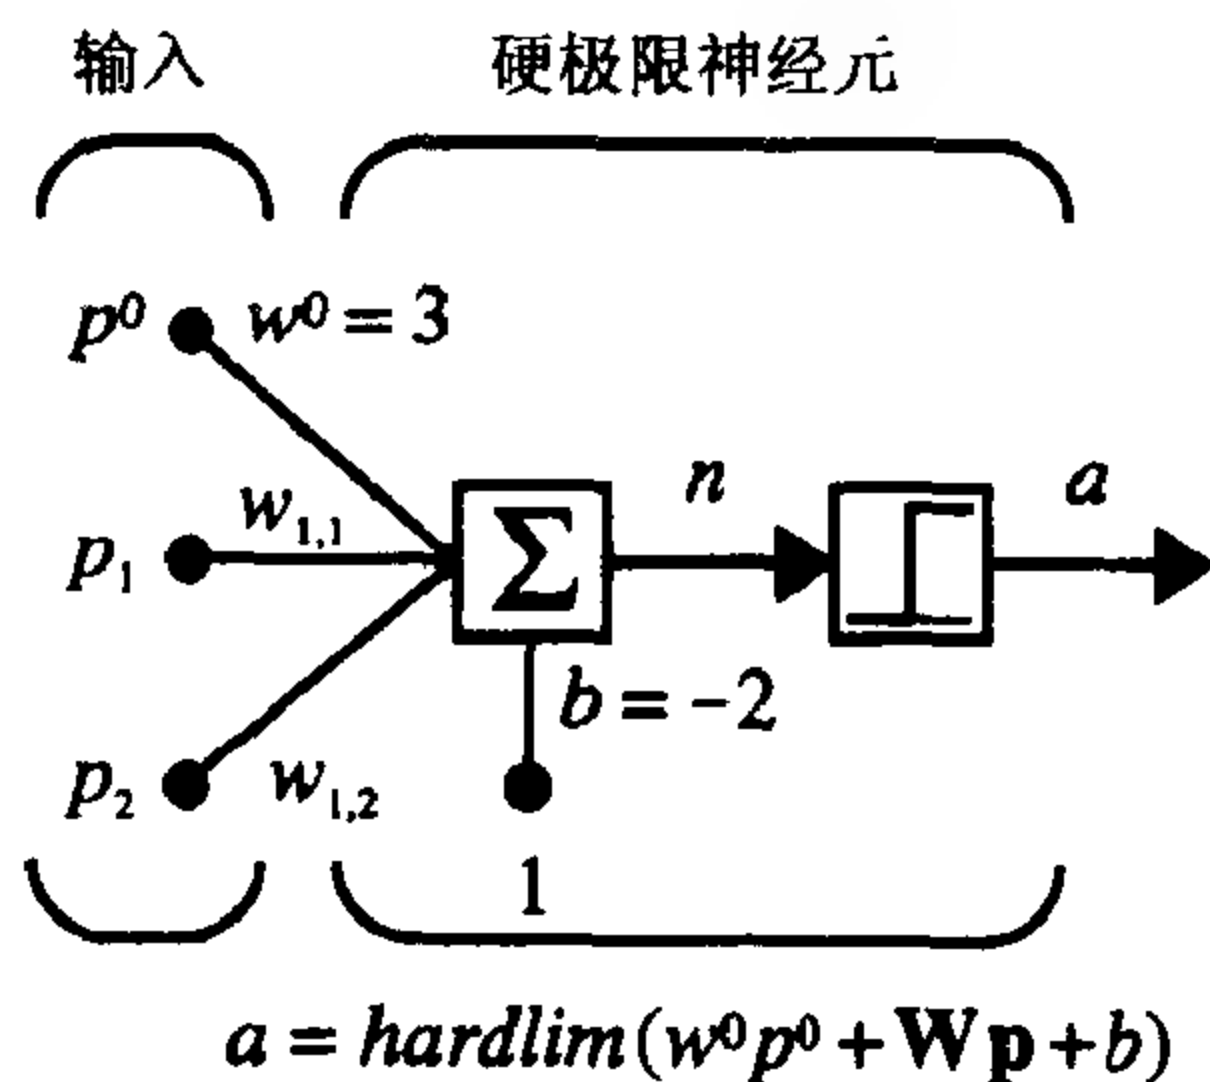 输入 硬极限神经元
p⁰ w⁰ = 3
w₁,₁ n a
p₁ Σ
b = -2
p₂ w₁,₂
1
a = hardlim(w⁰p⁰ + Wp + b)